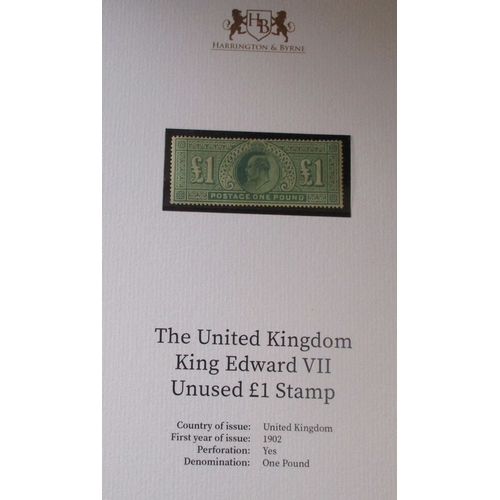 HB
HARRINGTON & BYRNE
£1 £1
POSTAGE ONE POUND
The United Kingdom
King Edward VII
Unused £1 Stamp
Country of issue: United Kingdom
First year of issue: 1902
Perforation: Yes
Denomination: One Pound